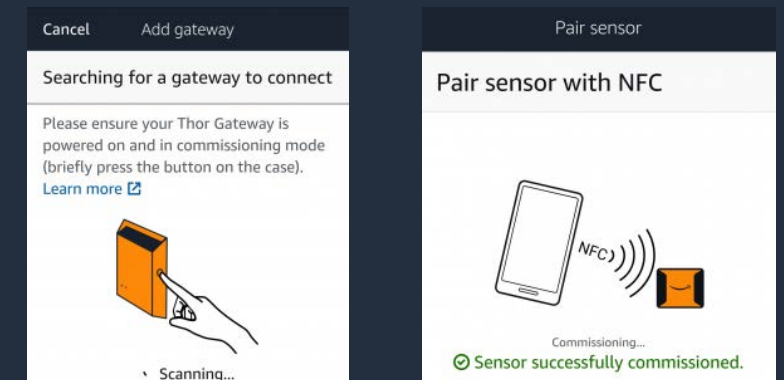 Cancel Add gateway
Searching for a gateway to connect
Please ensure your Thor Gateway is
powered on and in commissioning mode
(briefly press the button on the case).
Learn more
Scanning...
Pair sensor
Pair sensor with NFC
NFC
Commissioning...
Sensor successfully commissioned.